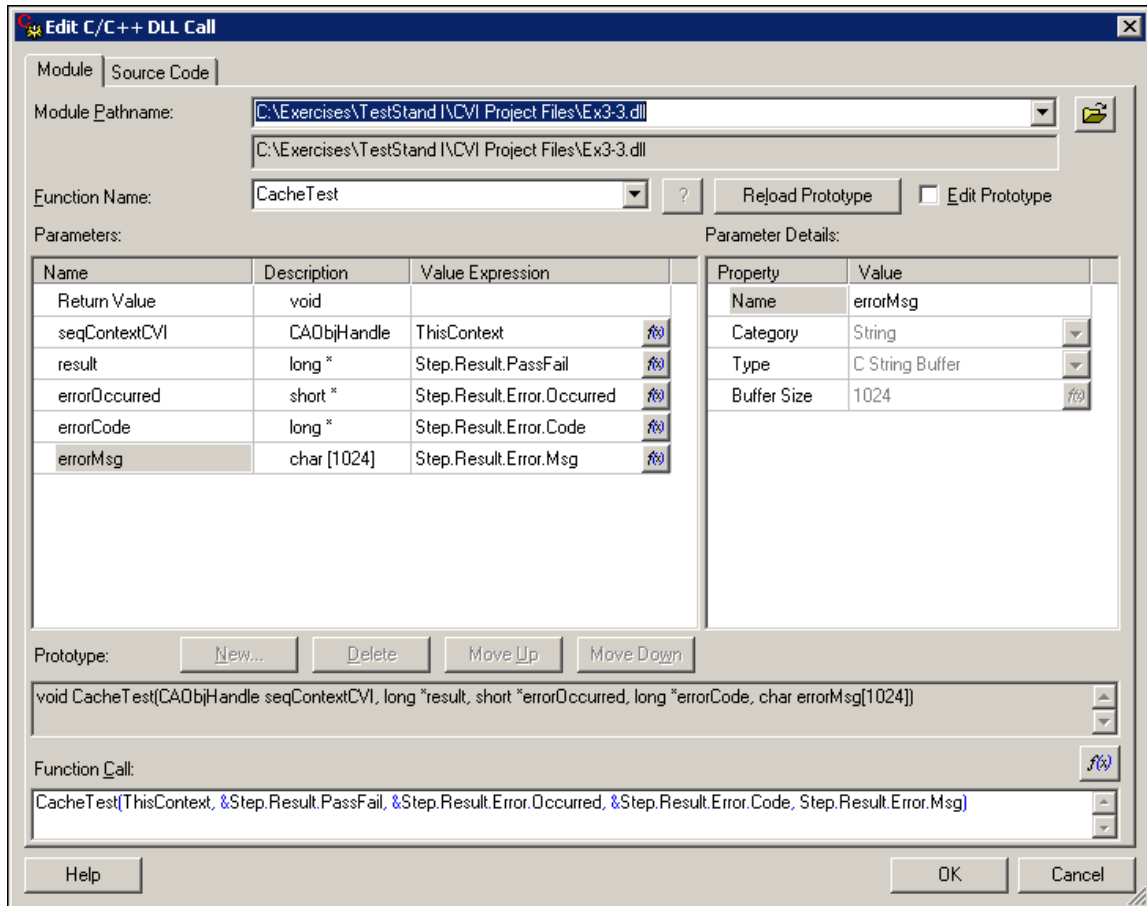 Edit C/C++ DLL Call
Module Source Code
Module Pathname: C:\Exercises\TestStand I\CVI Project Files\Ex3-3.dll
C:\Exercises\TestStand I\CVI Project Files\Ex3-3.dll
Function Name: CacheTest ? Reload Prototype Edit Prototype
Parameters: Parameter Details:
Name Description Value Expression Property Value
Return Value void Name errorMsg
seqContextCVI CAObjHandle ThisContext f(x) Category String
result long * Step.Result.PassFail f(x) Type C String Buffer
errorOccurred short * Step.Result.Error.Occurred f(x) Buffer Size 1024 f(x)
errorCode long * Step.Result.Error.Code f(x)
errorMsg char [1024] Step.Result.Error.Msg f(x)
Prototype: New... Delete Move Up Move Down
void CacheTest(CAObjHandle seqContextCVI, long *result, short *errorOccurred, long *errorCode, char errorMsg[1024])
Function Call: f(x)
CacheTest(ThisContext, &Step.Result.PassFail, &Step.Result.Error.Occurred, &Step.Result.Error.Code, Step.Result.Error.Msg)
Help OK Cancel